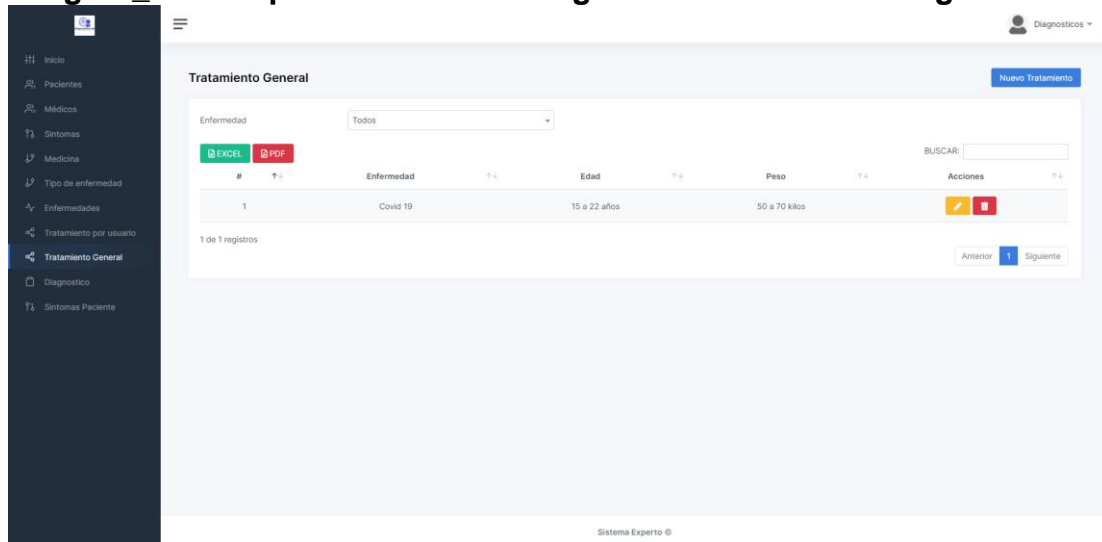 Diagnosticos
Inicio
Pacientes
Médicos
Sintomas
Medicina
Tipo de enfermedad
Enfermedades
Tratamiento por usuario
Tratamiento General
Diagnostico
Sintomas Paciente
Tratamiento General
Nuevo Tratamiento
Enfermedad
Todos
EXCEL
PDF
BUSCAR:
# Enfermedad Edad Peso Acciones
1 Covid 19 15 a 22 años 50 a 70 kilos
1 de 1 registros
Anterior 1 Siguiente
Sistema Experto ©